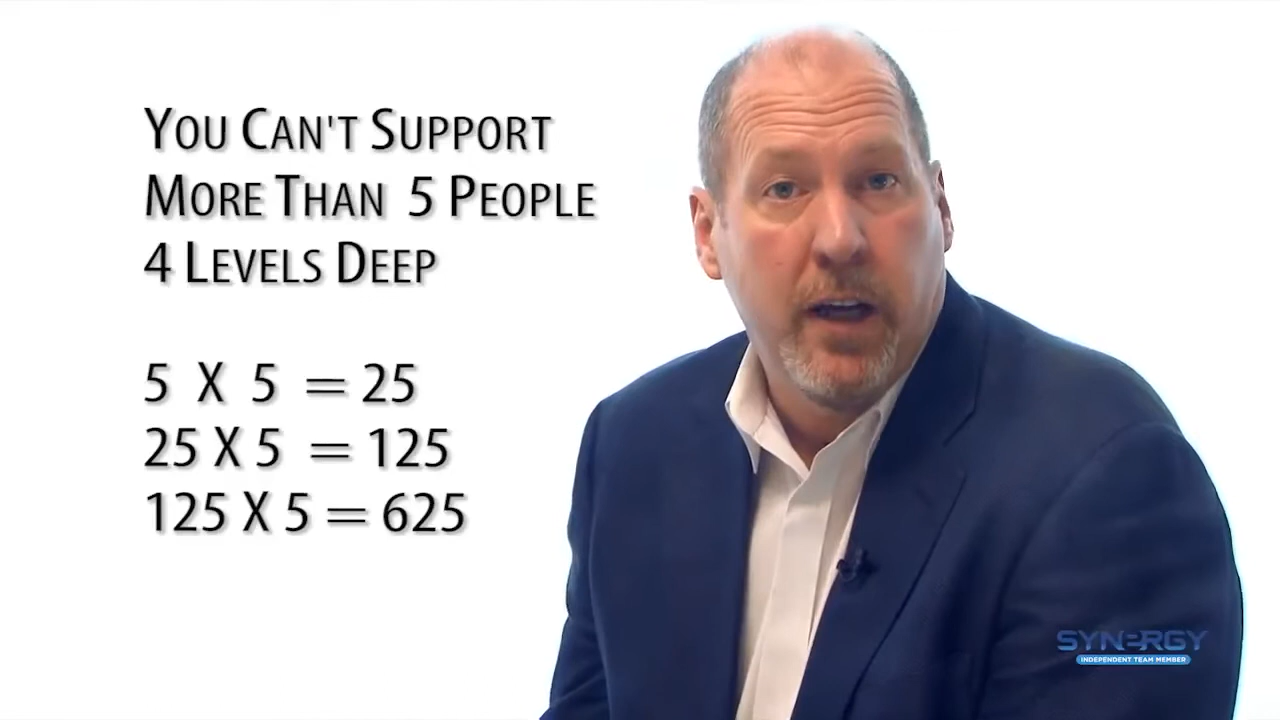 You Can't Support
More Than 5 People
4 Levels Deep
5 X 5 = 25
25 X 5 = 125
125 X 5 = 625
SYNERGY
INDEPENDENT TEAM MEMBER